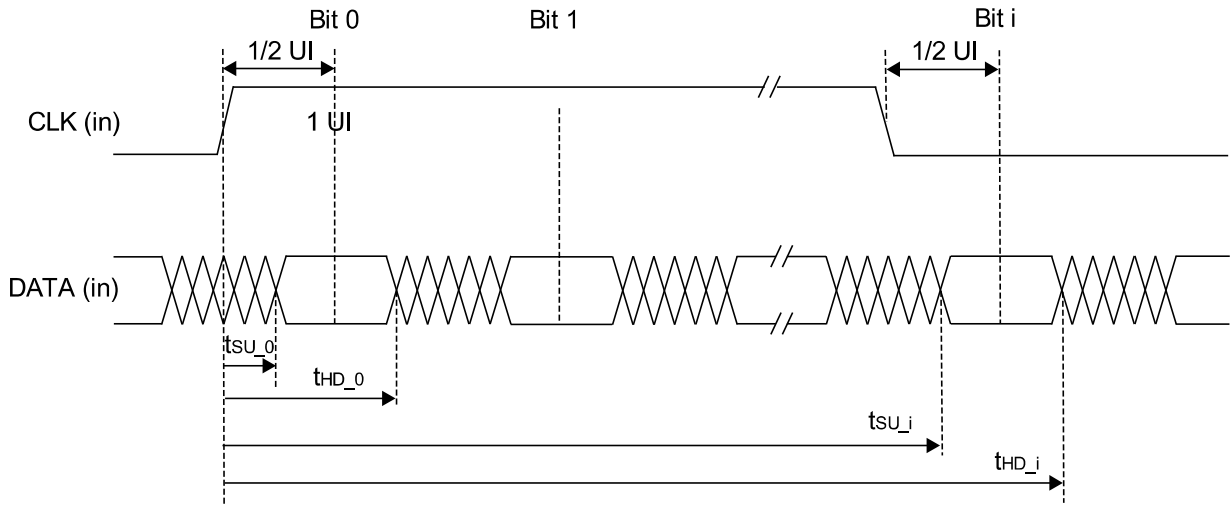 Bit 0
Bit 1
Bit i
1/2 UI
1/2 UI
CLK (in)
1 UI
DATA (in)
tSU_0
tHD_0
tSU_i
tHD_i